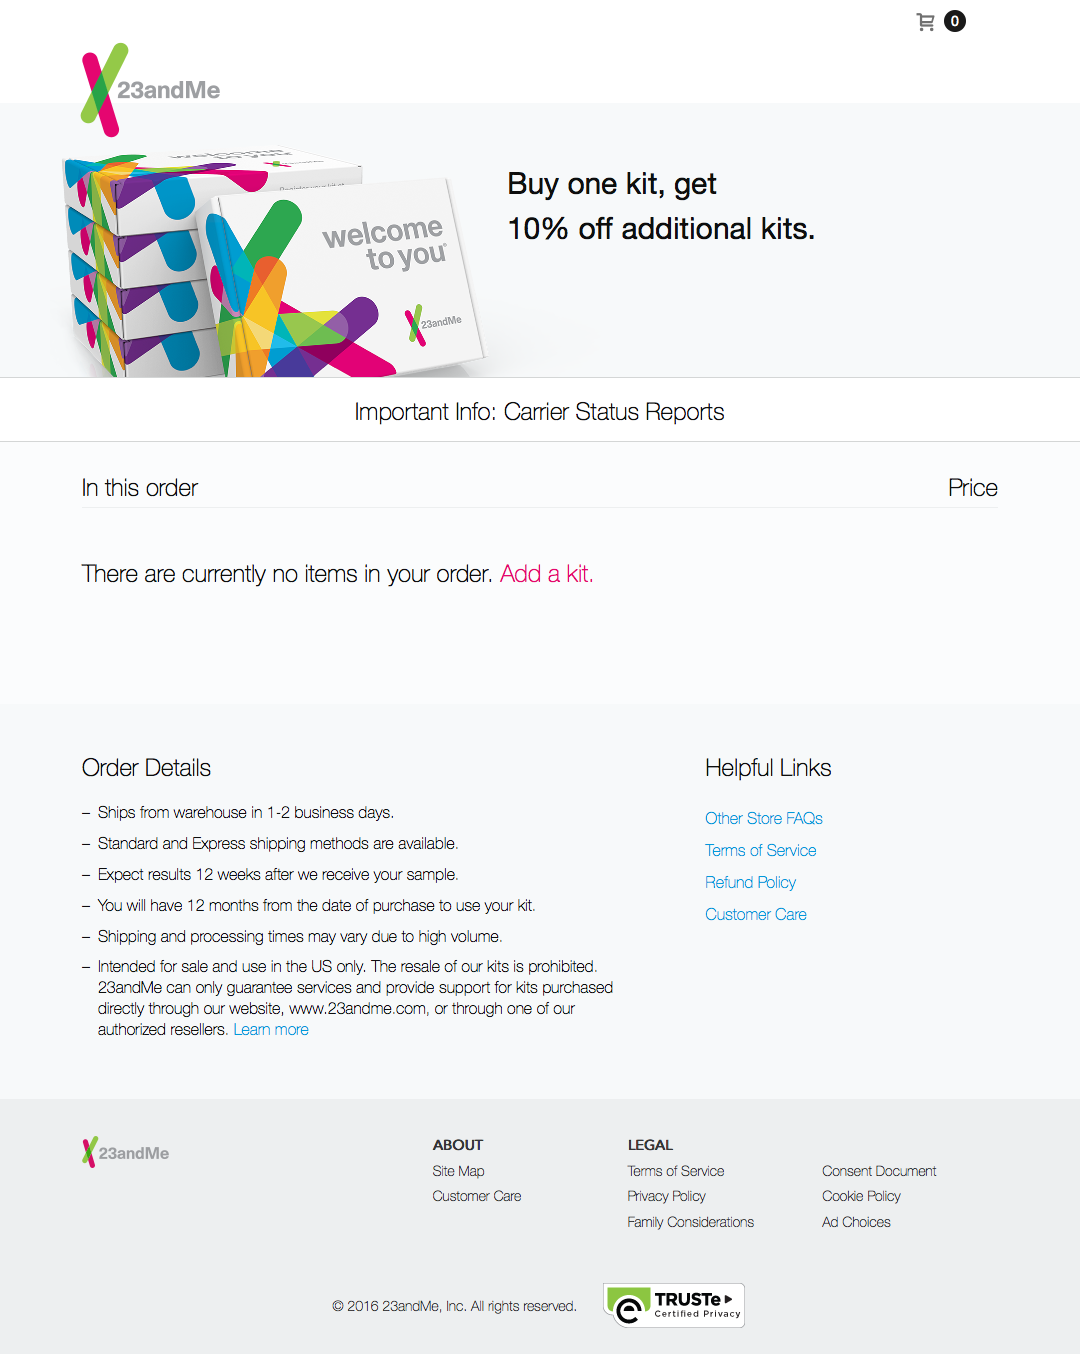 0
23andMe
Buy one kit, get
10% off additional kits.
welcome
to you
23andMe
Important Info: Carrier Status Reports
In this order
Price
There are currently no items in your order. Add a kit.
Order Details
– Ships from warehouse in 1-2 business days.
– Standard and Express shipping methods are available.
– Expect results 12 weeks after we receive your sample.
– You will have 12 months from the date of purchase to use your kit.
– Shipping and processing times may vary due to high volume.
– Intended for sale and use in the US only. The resale of our kits is prohibited.
23andMe can only guarantee services and provide support for kits purchased
directly through our website, www.23andme.com, or through one of our
authorized resellers. Learn more
Helpful Links
Other Store FAQs
Terms of Service
Refund Policy
Customer Care
23andMe
ABOUT
Site Map
Customer Care
LEGAL
Terms of Service
Privacy Policy
Family Considerations
Consent Document
Cookie Policy
Ad Choices
© 2016 23andMe, Inc. All rights reserved.
TRUSTe
Certified Privacy